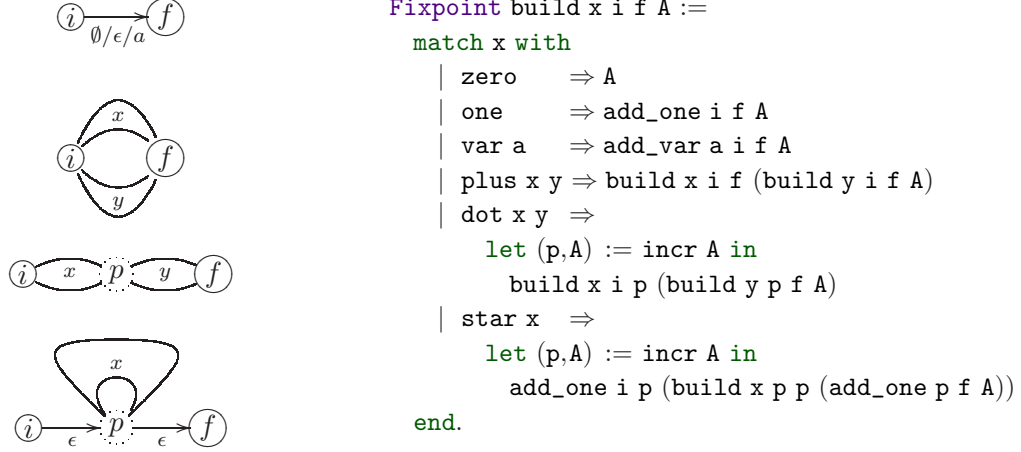 i f
∅/ϵ/a
x
i f
y
i x p y f
x
i ϵ p ϵ f
Fixpoint build x i f A :=
match x with
| zero ⇒ A
| one ⇒ add_one i f A
| var a ⇒ add_var a i f A
| plus x y ⇒ build x i f (build y i f A)
| dot x y ⇒
let (p,A) := incr A in
build x i p (build y p f A)
| star x ⇒
let (p,A) := incr A in
add_one i p (build x p p (add_one p f A))
end.